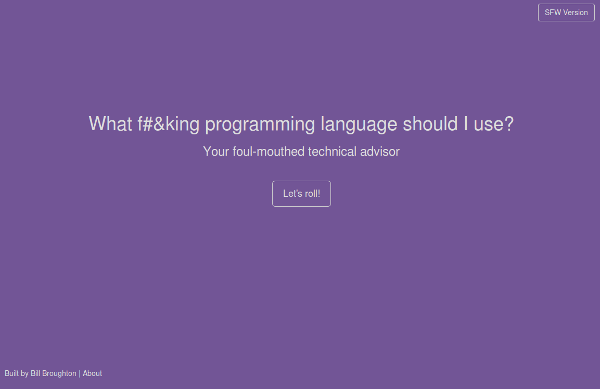 SFW Version
What f#&king programming language should I use?
Your foul-mouthed technical advisor
Let's roll!
Built by Bill Broughton | About